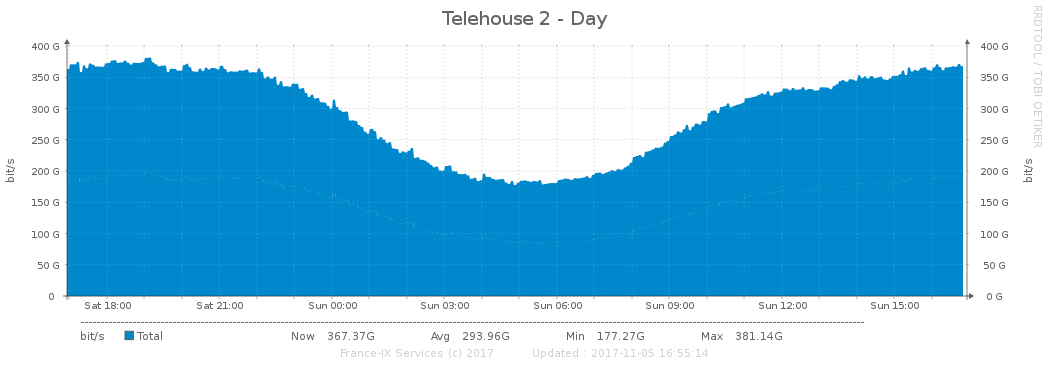 Telehouse 2 - Day
RRDTOOL / TOBI OETIKER
bit/s
bit/s
400 G 400 G
350 G 350 G
300 G 300 G
250 G 250 G
200 G 200 G
150 G 150 G
100 G 100 G
50 G 50 G
0 0 G
Sat 18:00 Sat 21:00 Sun 00:00 Sun 03:00 Sun 06:00 Sun 09:00 Sun 12:00 Sun 15:00
bit/s Total Now 367.37G Avg 293.96G Min 177.27G Max 381.14G
France-IX Services (c) 2017 Updated : 2017-11-05 16:55:14